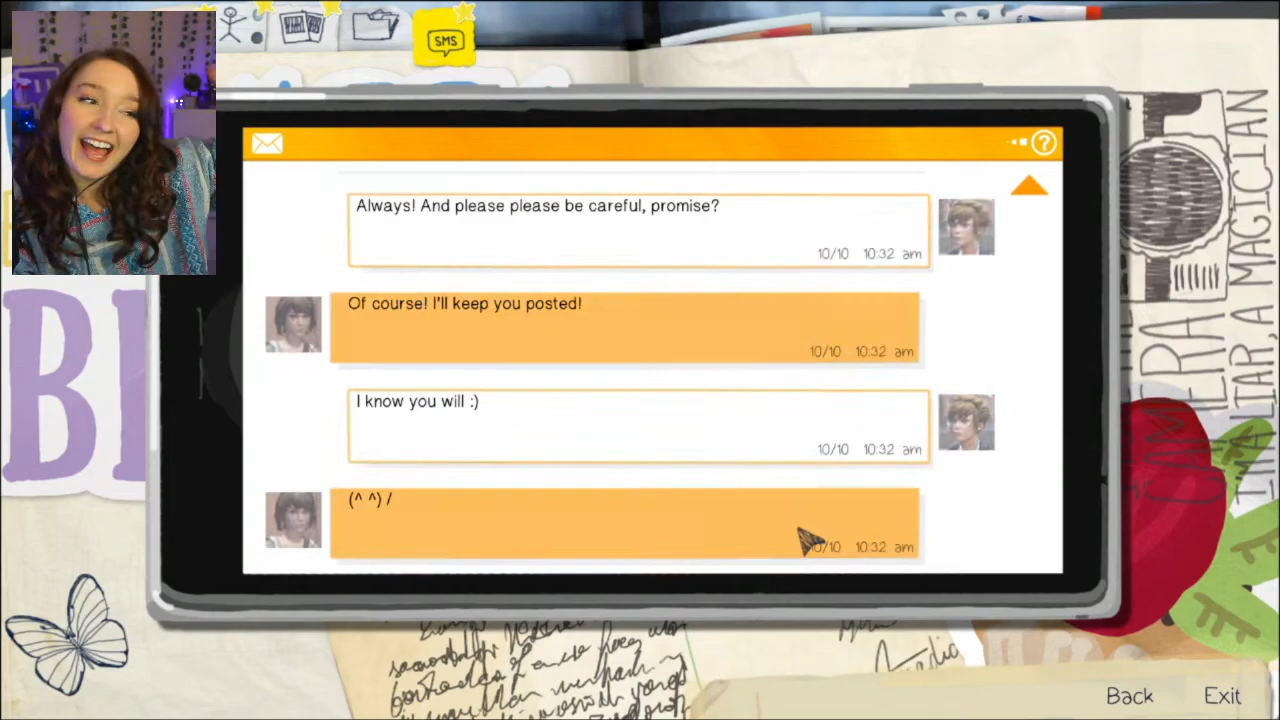 SMS
?
Always! And please please be careful, promise?
10/10 10:32 am
Of course! I'll keep you posted!
10/10 10:32 am
I know you will :)
10/10 10:32 am
(^ ^) /
10/10 10:32 am
I'M A LIAR, A MAGICIAN
CAMERA
Back
Exit